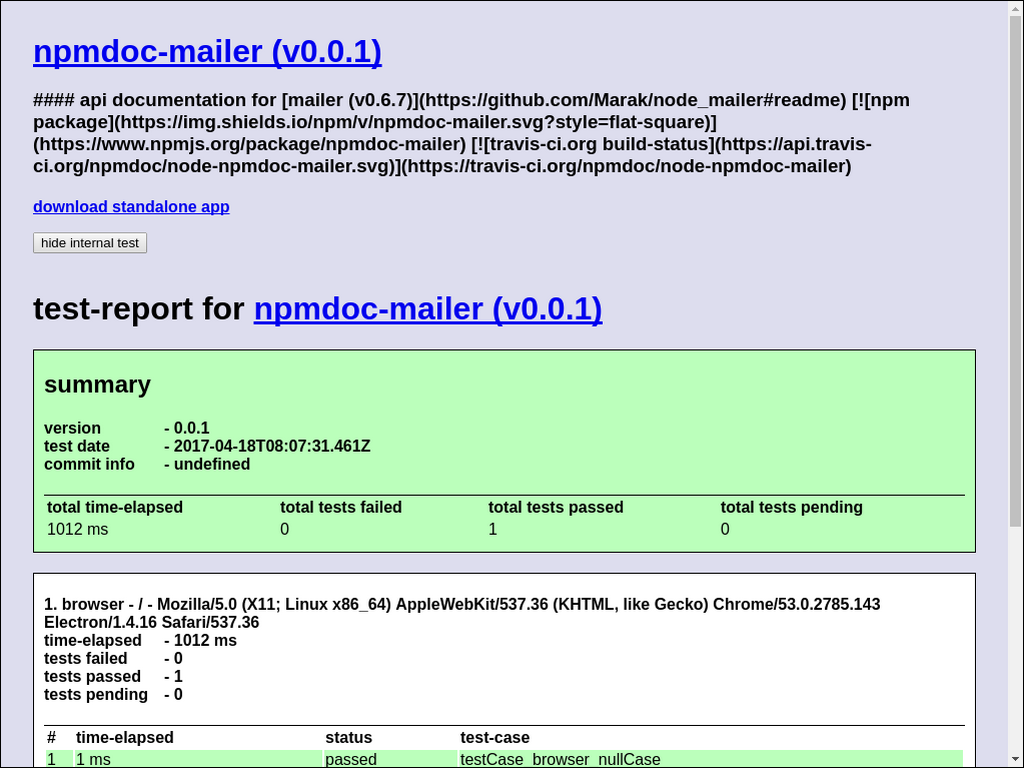 npmdoc-mailer (v0.0.1)
#### api documentation for [mailer (v0.6.7)](https://github.com/Marak/node_mailer#readme) [![npm
package](https://img.shields.io/npm/v/npmdoc-mailer.svg?style=flat-square)]
(https://www.npmjs.org/package/npmdoc-mailer) [![travis-ci.org build-status](https://api.travis-
ci.org/npmdoc/node-npmdoc-mailer.svg)](https://travis-ci.org/npmdoc/node-npmdoc-mailer)
download standalone app
hide internal test
test-report for npmdoc-mailer (v0.0.1)
summary
version - 0.0.1
test date - 2017-04-18T08:07:31.461Z
commit info - undefined
total time-elapsed total tests failed total tests passed total tests pending
1012 ms 0 1 0
1. browser - / - Mozilla/5.0 (X11; Linux x86_64) AppleWebKit/537.36 (KHTML, like Gecko) Chrome/53.0.2785.143
Electron/1.4.16 Safari/537.36
time-elapsed - 1012 ms
tests failed - 0
tests passed - 1
tests pending - 0
# time-elapsed status test-case
1 1 ms passed testCase_browser_nullCase